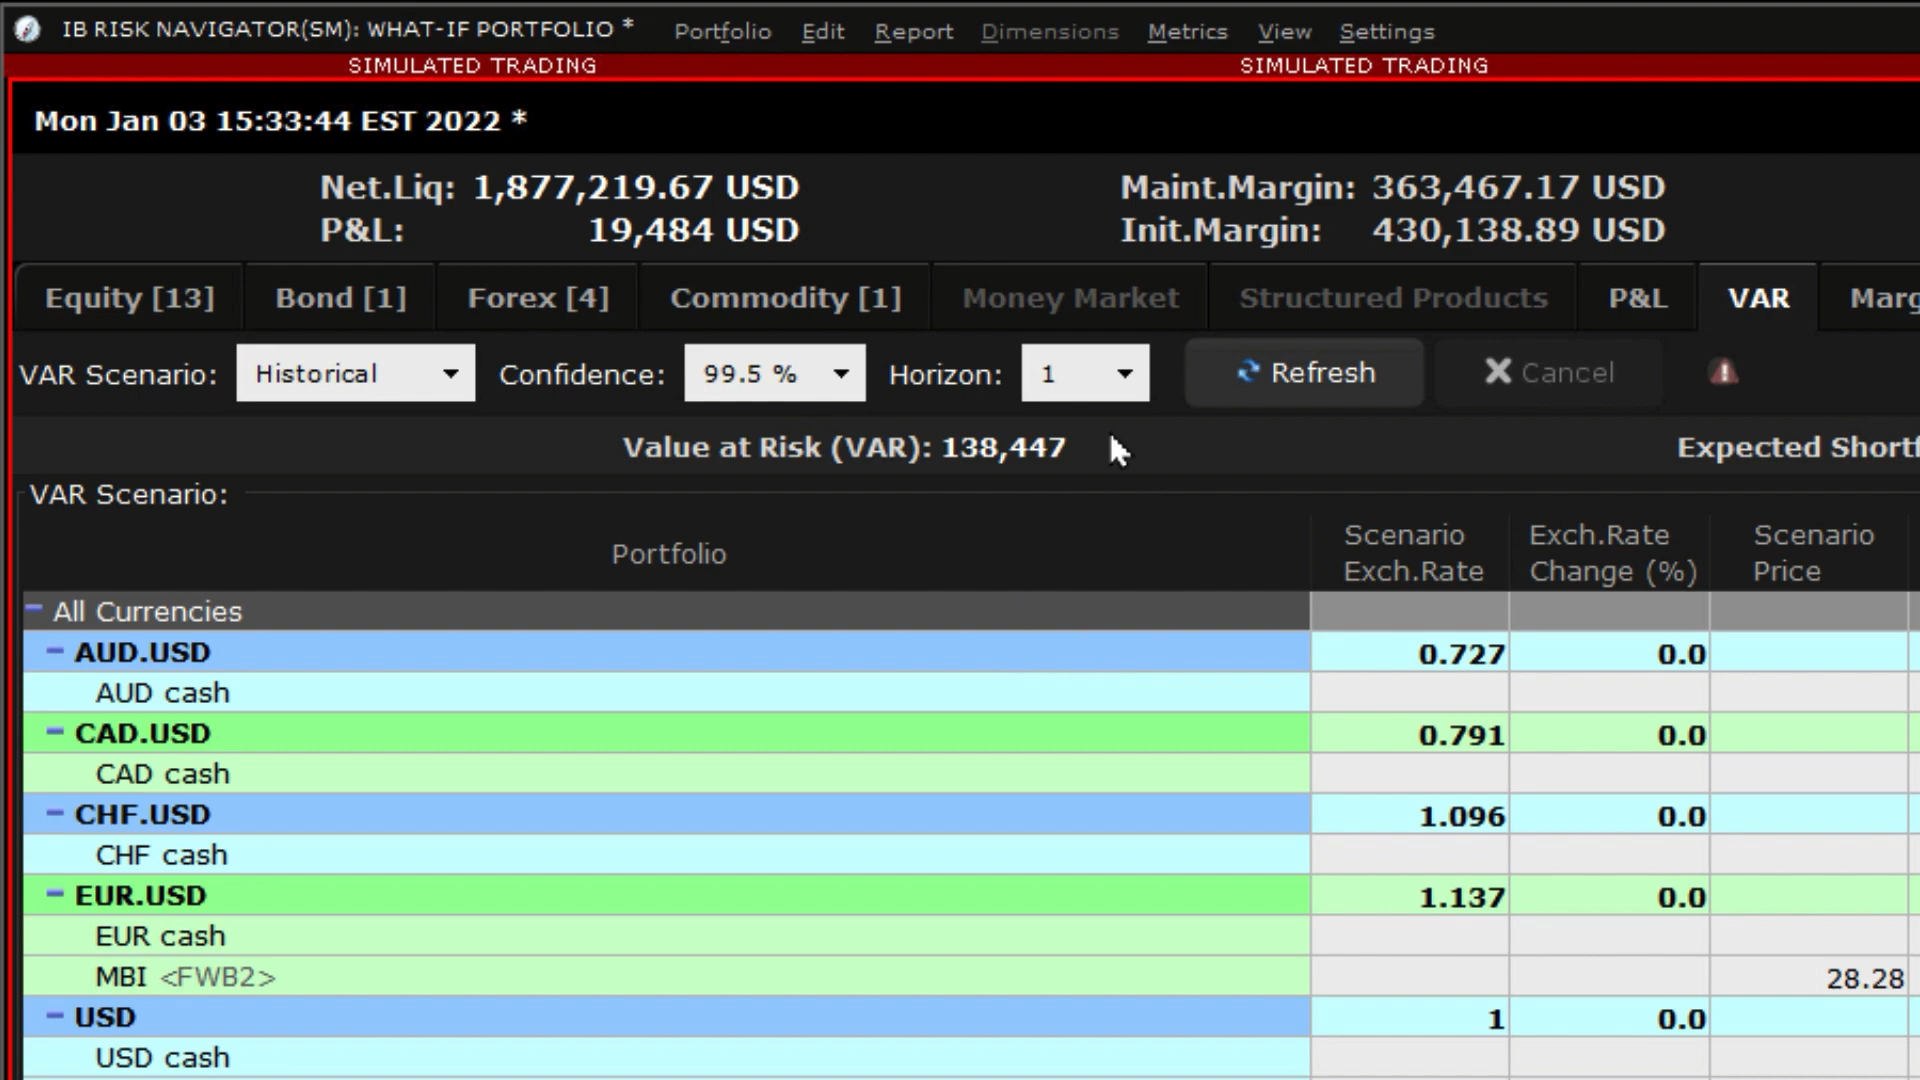 IB RISK NAVIGATOR(SM): WHAT-IF PORTFOLIO * Portfolio Edit Report Dimensions Metrics View Settings
SIMULATED TRADING SIMULATED TRADING
Mon Jan 03 15:33:44 EST 2022 *
Net.Liq: 1,877,219.67 USD Maint.Margin: 363,467.17 USD
P&L: 19,484 USD Init.Margin: 430,138.89 USD
Equity [13] Bond [1] Forex [4] Commodity [1] Money Market Structured Products P&L VAR Marg
VAR Scenario: Historical Confidence: 99.5 % Horizon: 1 Refresh Cancel
Value at Risk (VAR): 138,447 Expected Shortf
VAR Scenario:
Portfolio Scenario Exch.Rate Exch.Rate Change (%) Scenario Price
All Currencies
AUD.USD 0.727 0.0
AUD cash
CAD.USD 0.791 0.0
CAD cash
CHF.USD 1.096 0.0
CHF cash
EUR.USD 1.137 0.0
EUR cash
MBI <FWB2> 28.28
USD 1 0.0
USD cash